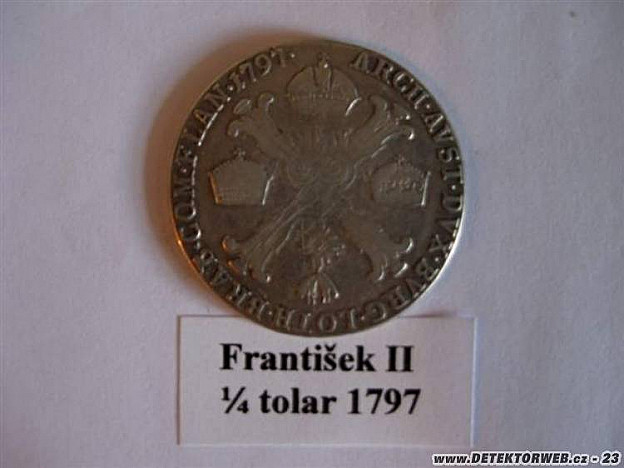 ARCH·AVST·DVX·BVRG·LOTH·BRAB·COM·FLAN·1797·
František II
¼ tolar 1797
www.DETEKTORWEB.cz - 23